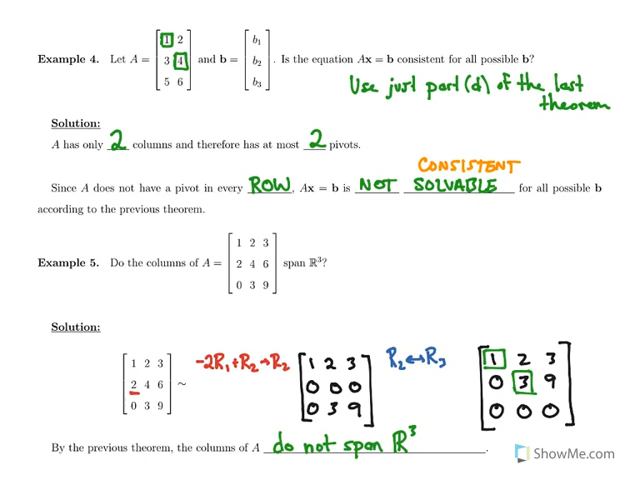 Example 4. Let A = [1 2 3 4 5 6] and b = [b₁ b₂ b₃]. Is the equation Ax = b consistent for all possible b?
Use just part (d) of the last
theorem
Solution:
A has only 2 columns and therefore has at most 2 pivots.
CONSISTENT
Since A does not have a pivot in every ROW, Ax = b is NOT SOLVABLE for all possible b
according to the previous theorem.
Example 5. Do the columns of A = [1 2 3 2 4 6 0 3 9] span ℝ³?
Solution:
1 2 3 -2R₁+R₂→R₂ 1 2 3 R₂↔R₃ 1 2 3
2 4 6 ~ 0 0 0 0 3 9
0 3 9 0 3 9 0 0 0
By the previous theorem, the columns of A do not span ℝ³.
ShowMe.com